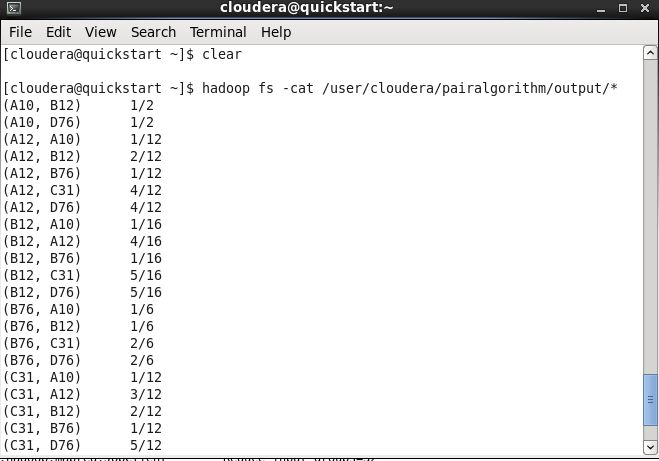 cloudera@quickstart:~
File Edit View Search Terminal Help
[cloudera@quickstart ~]$ clear
[cloudera@quickstart ~]$ hadoop fs -cat /user/cloudera/pairalgorithm/output/*
(A10, B12) 1/2
(A10, D76) 1/2
(A12, A10) 1/12
(A12, B12) 2/12
(A12, B76) 1/12
(A12, C31) 4/12
(A12, D76) 4/12
(B12, A10) 1/16
(B12, A12) 4/16
(B12, B76) 1/16
(B12, C31) 5/16
(B12, D76) 5/16
(B76, A10) 1/6
(B76, B12) 1/6
(B76, C31) 2/6
(B76, D76) 2/6
(C31, A10) 1/12
(C31, A12) 3/12
(C31, B12) 2/12
(C31, B76) 1/12
(C31, D76) 5/12